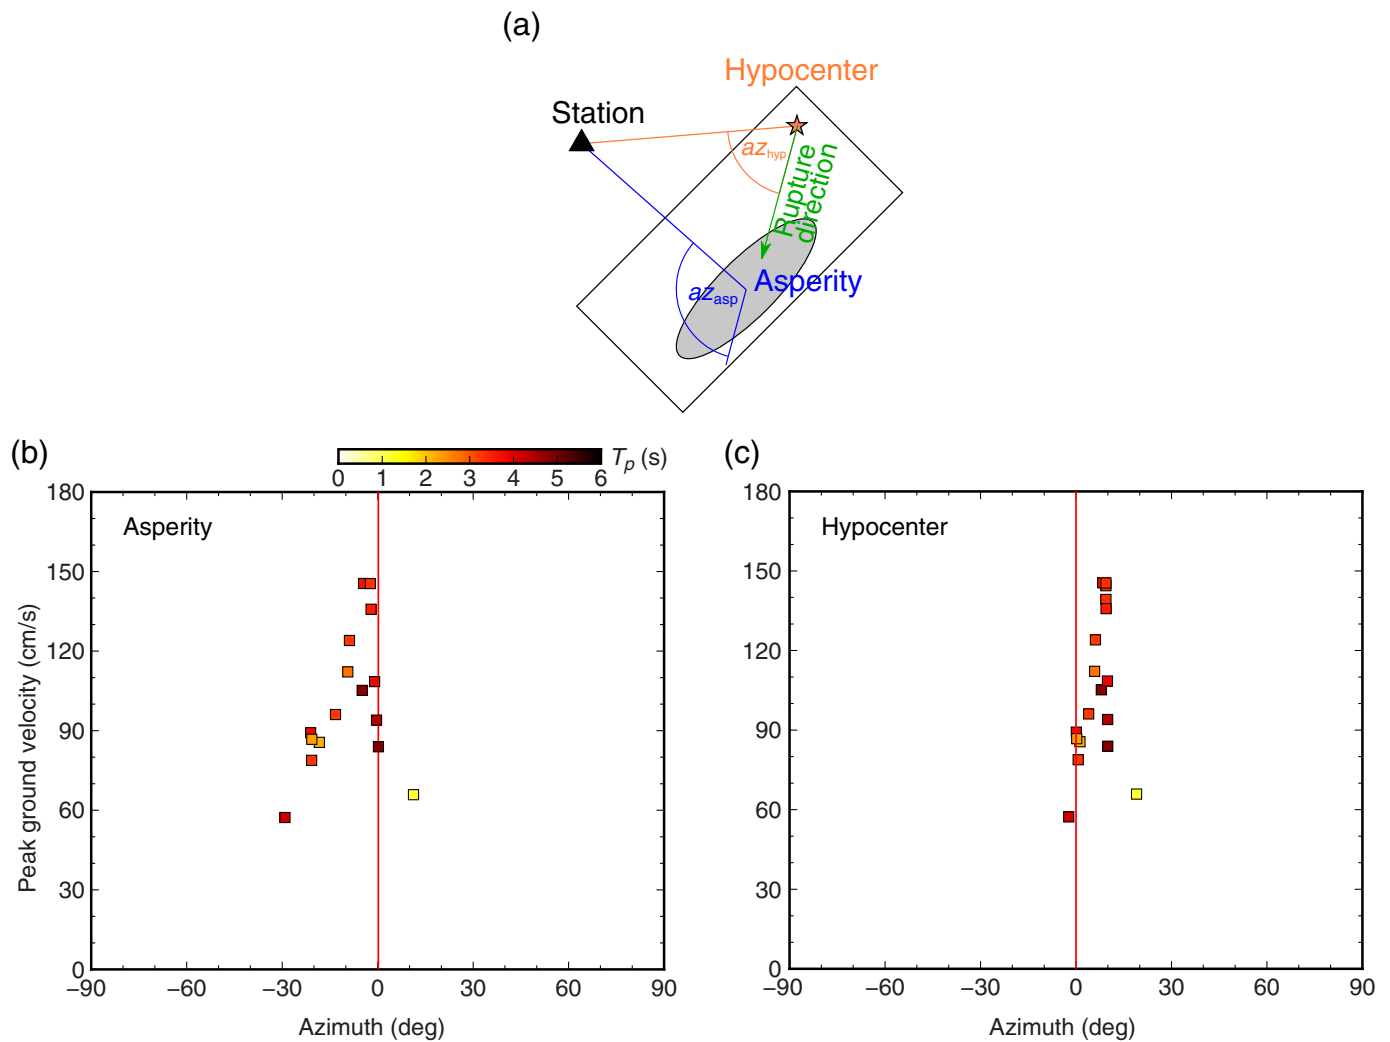 (a)
Hypocenter
Station
az_hyp
Rupture
direction
Asperity
az_asp
(b)
0 1 2 3 4 5 6
T_p (s)
Asperity
180
150
120
90
60
30
0
Peak ground velocity (cm/s)
−90 −60 −30 0 30 60 90
Azimuth (deg)
(c)
Hypocenter
180
150
120
90
60
30
0
−90 −60 −30 0 30 60 90
Azimuth (deg)